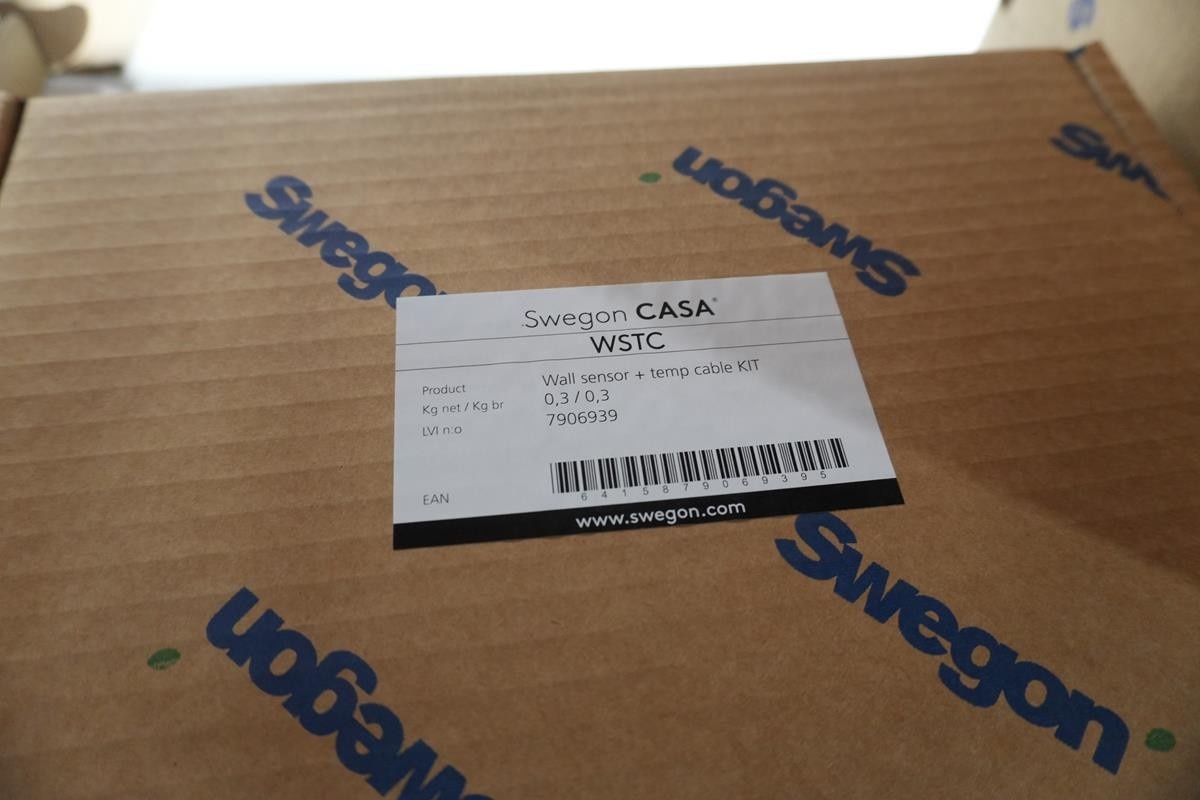 Swegon
Swegon
Sw
Swegon CASA®
WSTC
Product Wall sensor + temp cable KIT
Kg net / Kg br 0,3 / 0,3
LVI n:o 7906939
EAN 6415879069395
www.swegon.com
Swegon
Swegon